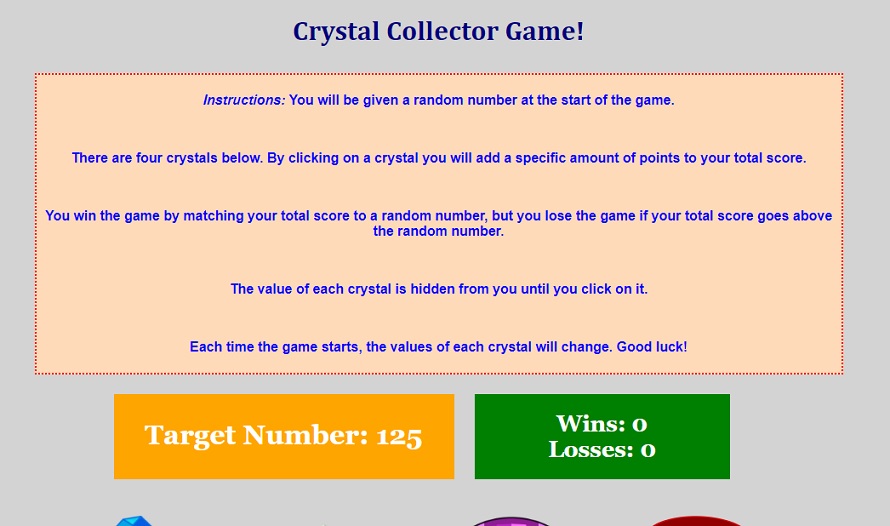 Crystal Collector Game!
Instructions: You will be given a random number at the start of the game.
There are four crystals below. By clicking on a crystal you will add a specific amount of points to your total score.
You win the game by matching your total score to a random number, but you lose the game if your total score goes above
the random number.
The value of each crystal is hidden from you until you click on it.
Each time the game starts, the values of each crystal will change. Good luck!
Target Number: 125
Wins: 0
Losses: 0